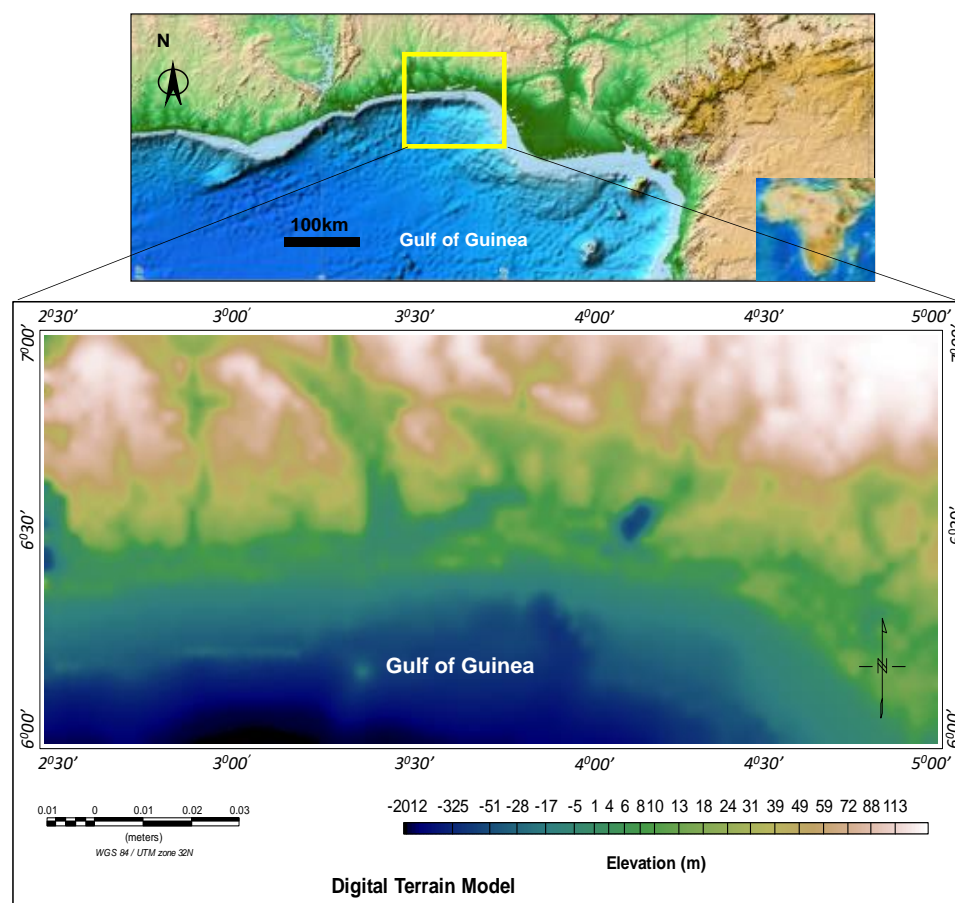 N
100km
Gulf of Guinea
2⁰30’ 3⁰00’ 3⁰30’ 4⁰00’ 4⁰30’ 5⁰00’
7⁰00’ 7⁰00’
6⁰30’ 6⁰30’
Gulf of Guinea
N
6⁰00’ 6⁰00’
2⁰30’ 3⁰00’ 3⁰30’ 4⁰00’ 4⁰30’ 5⁰00’
0.01 0 0.01 0.02 0.03
(meters)
WGS 84 / UTM zone 32N
-2012 -325 -51 -28 -17 -5 1 4 6 8 10 13 18 24 31 39 49 59 72 88 113
Elevation (m)
Digital Terrain Model